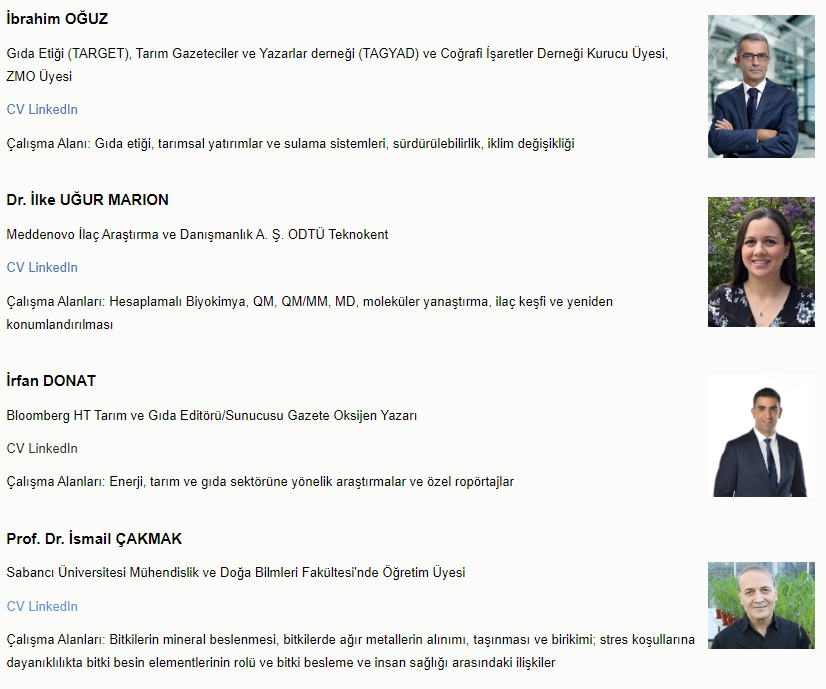 İbrahim OĞUZ
Gıda Etiği (TARGET), Tarım Gazeteciler ve Yazarlar derneği (TAGYAD) ve Coğrafi İşaretler Derneği Kurucu Üyesi,
ZMO Üyesi
CV LinkedIn
Çalışma Alanı: Gıda etiği, tarımsal yatırımlar ve sulama sistemleri, sürdürülebilirlik, iklim değişikliği
Dr. İlke UĞUR MARION
Meddenovo İlaç Araştırma ve Danışmanlık A. Ş. ODTÜ Teknokent
CV LinkedIn
Çalışma Alanları: Hesaplamalı Biyokimya, QM, QM/MM, MD, moleküler yanaştırma, ilaç keşfi ve yeniden
konumlandırılması
İrfan DONAT
Bloomberg HT Tarım ve Gıda Editörü/Sunucusu Gazete Oksijen Yazarı
CV LinkedIn
Çalışma Alanları: Enerji, tarım ve gıda sektörüne yönelik araştırmalar ve özel ropörtajlar
Prof. Dr. İsmail ÇAKMAK
Sabancı Üniversitesi Mühendislik ve Doğa Bilmleri Fakültesi'nde Öğretim Üyesi
CV LinkedIn
Çalışma Alanları: Bitkilerin mineral beslenmesi, bitkilerde ağır metallerin alınımı, taşınması ve birikimi; stres koşullarına
dayanıklılıkta bitki besin elementlerinin rolü ve bitki besleme ve insan sağlığı arasındaki ilişkiler